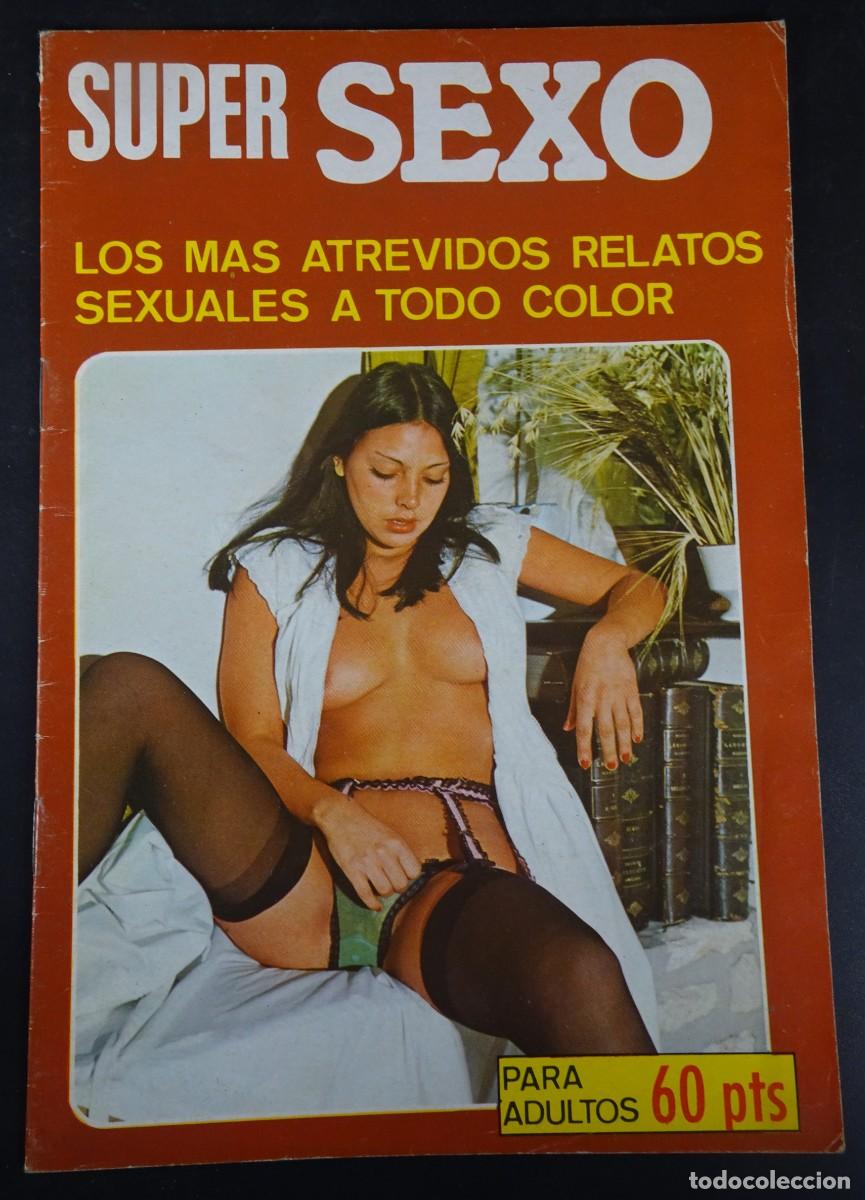 SUPER SEXO
LOS MAS ATREVIDOS RELATOS
SEXUALES A TODO COLOR
PARA
ADULTOS 60 pts
todocoleccion